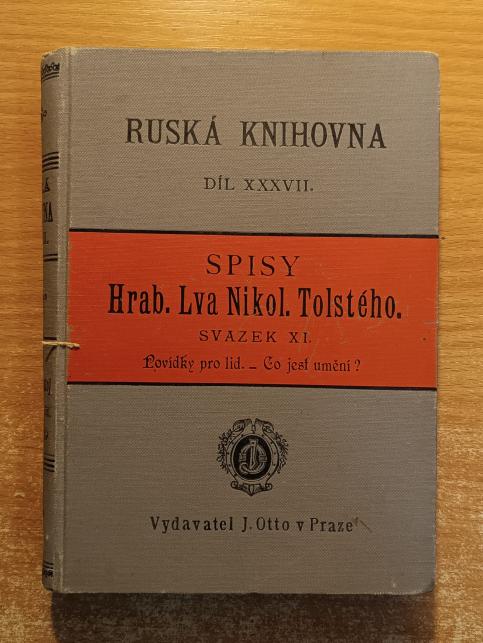 RUSKÁ KNIHOVNA
DÍL XXXVII.
SPISY
Hrab. Lva Nikol. Tolstého.
SVAZEK XI.
Povídky pro lid. – Co jest umění?
Vydavatel J. Otto v Praze